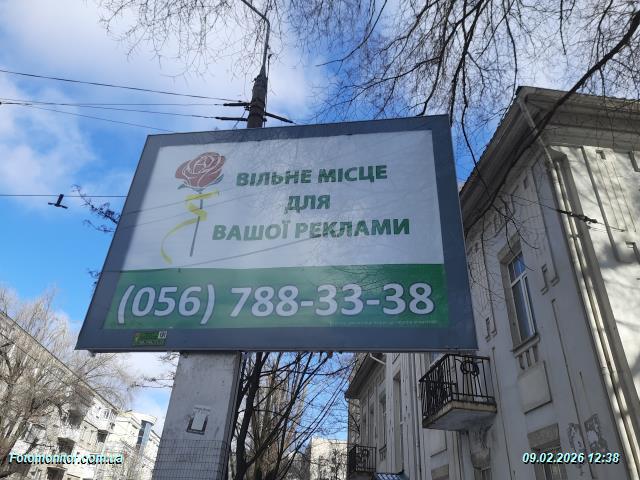 ВІЛЬНЕ МІСЦЕ
ДЛЯ
ВАШОЇ РЕКЛАМИ
(056) 788-33-38
Fotomonitor.com.ua
09.02.2026 12:38